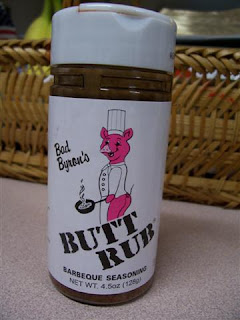 Bad
Byron's
BUTT
RUB
BARBEQUE SEASONING
NET WT. 4.5oz (128g)